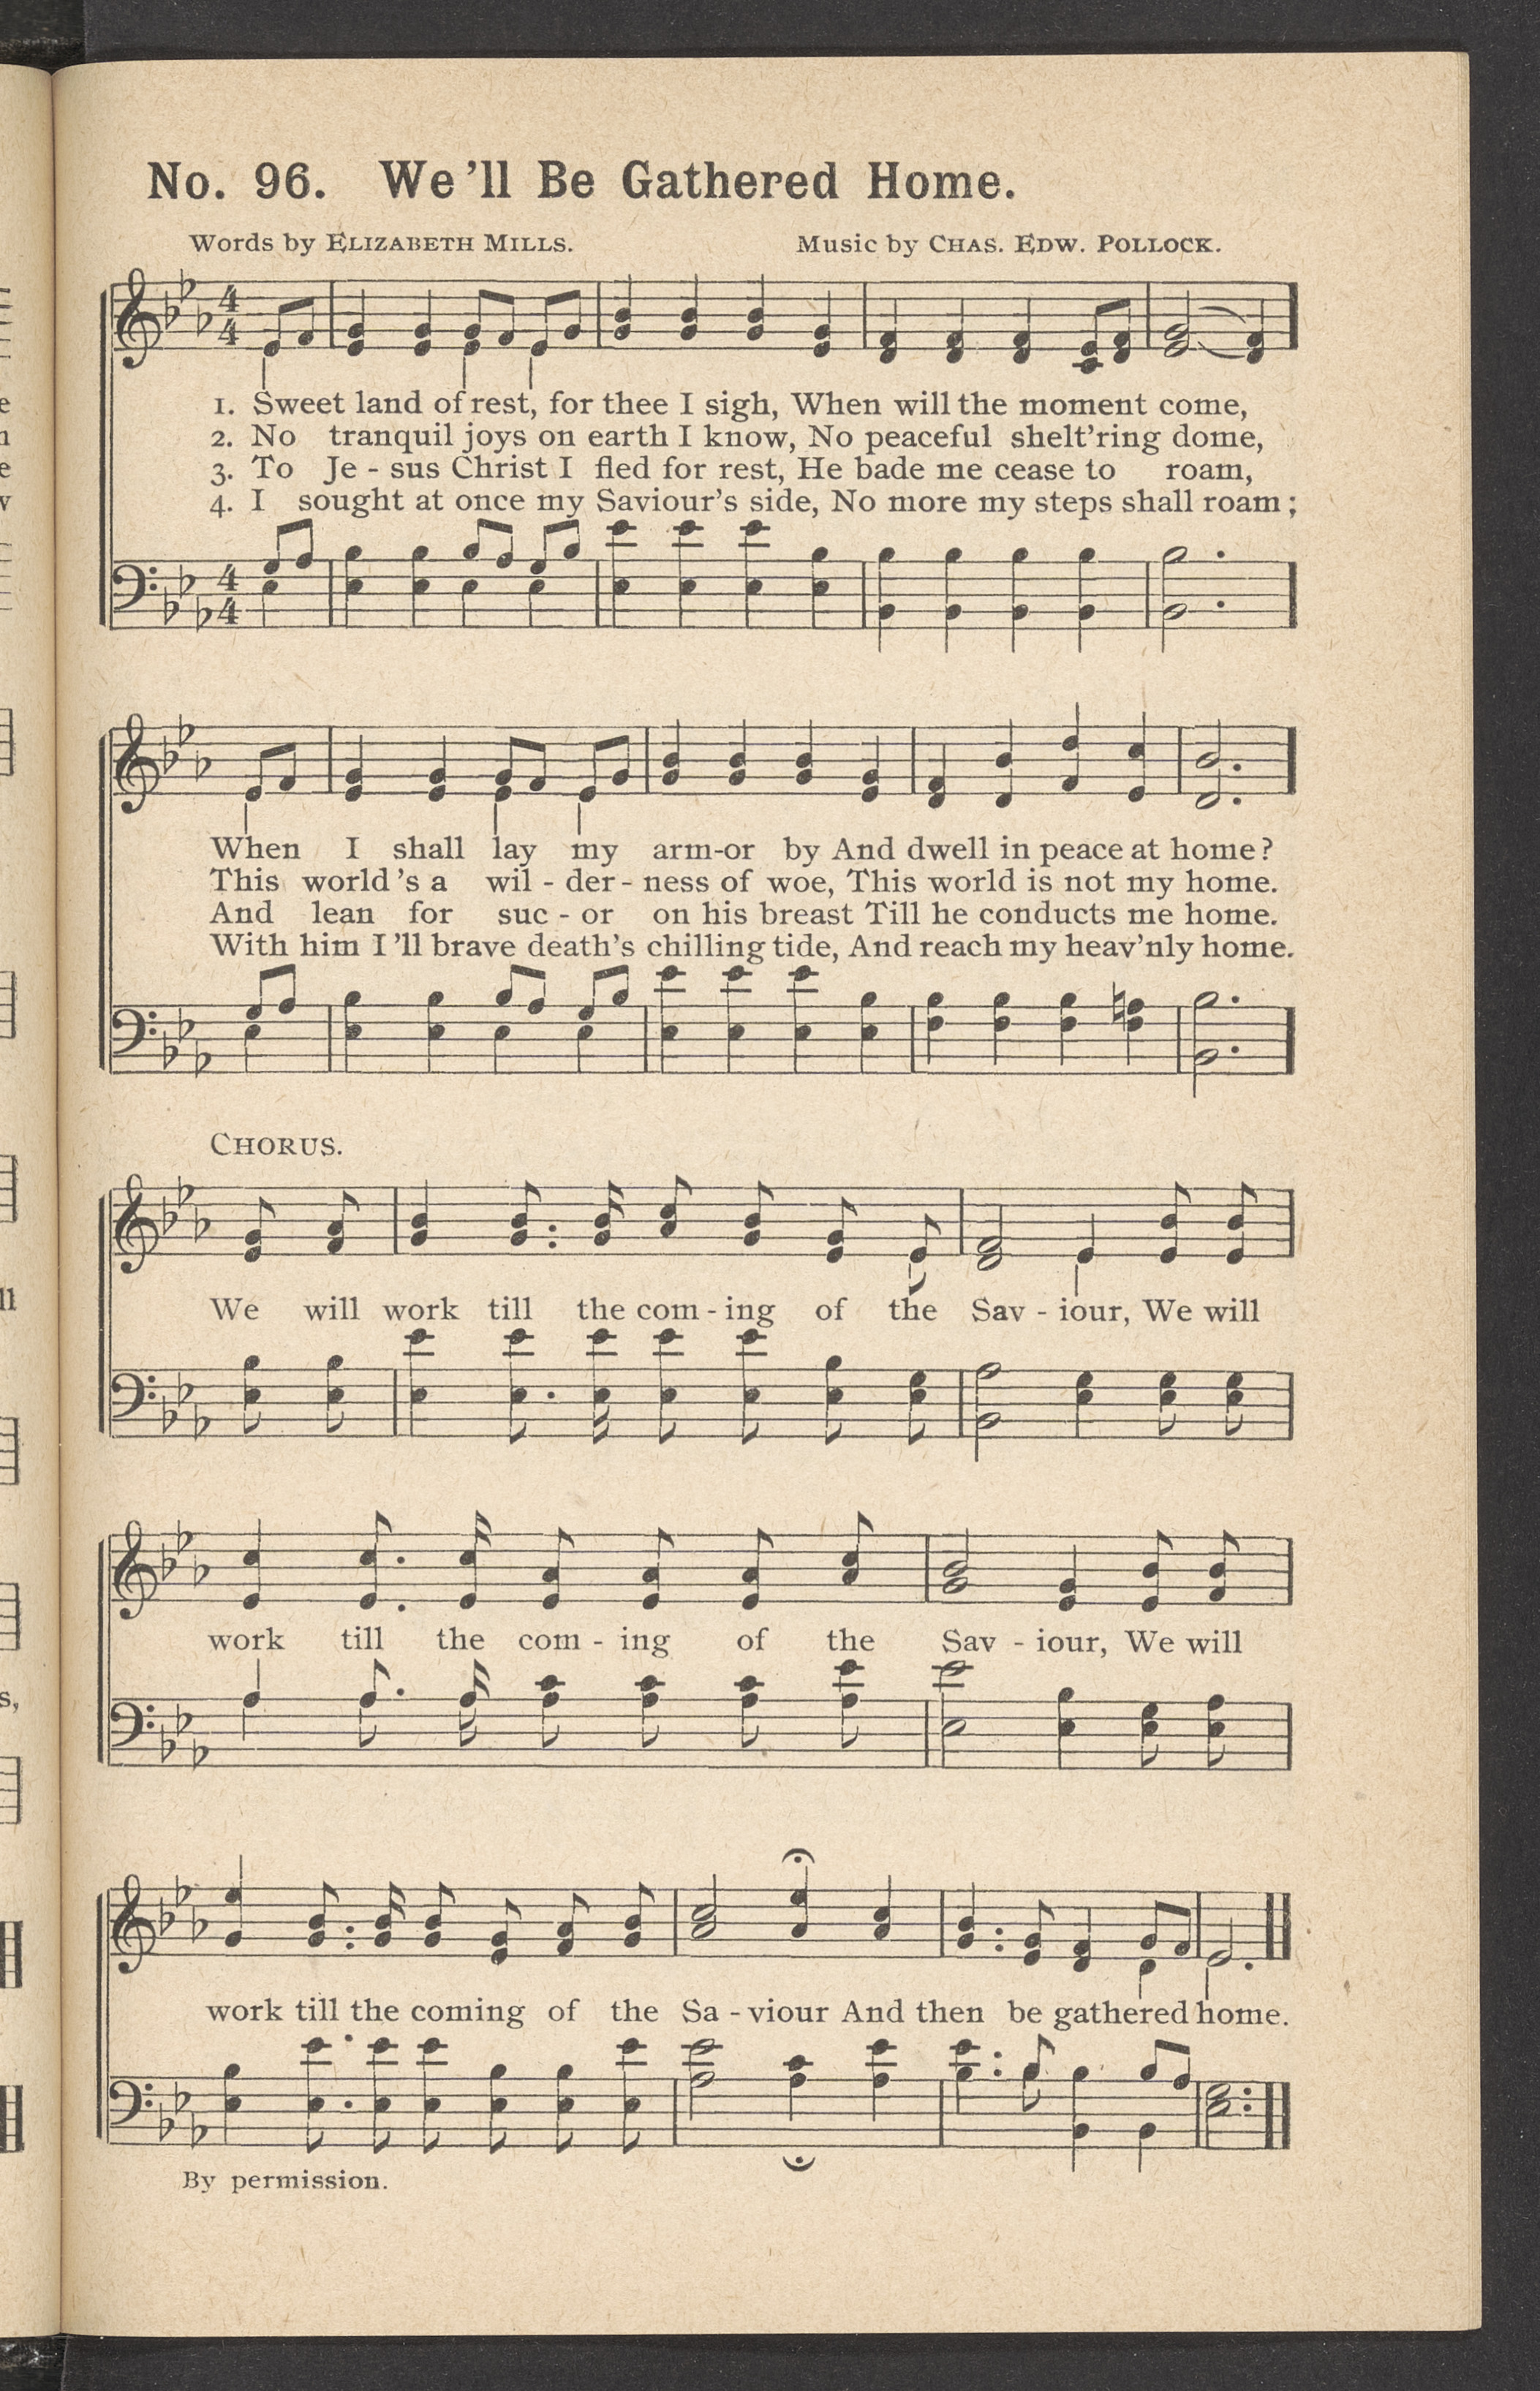 No. 96. We'll Be Gathered Home.
Words by ELIZABETH MILLS. Music by CHAS. EDW. POLLOCK.
4 4
1. Sweet land of rest, for thee I sigh, When will the moment come,
2. No tranquil joys on earth I know, No peaceful shelt'ring dome,
3. To Je - sus Christ I fled for rest, He bade me cease to roam,
4. I sought at once my Saviour's side, No more my steps shall roam;
4 4
When I shall lay my arm-or by And dwell in peace at home?
This world's a wil - der - ness of woe, This world is not my home.
And lean for suc - or on his breast Till he conducts me home.
With him I'll brave death's chilling tide, And reach my heav'nly home.
CHORUS.
We will work till the com - ing of the Sav - iour, We will
work till the com - ing of the Sav - iour, We will
work till the coming of the Sa - viour And then be gathered home.
By permission.